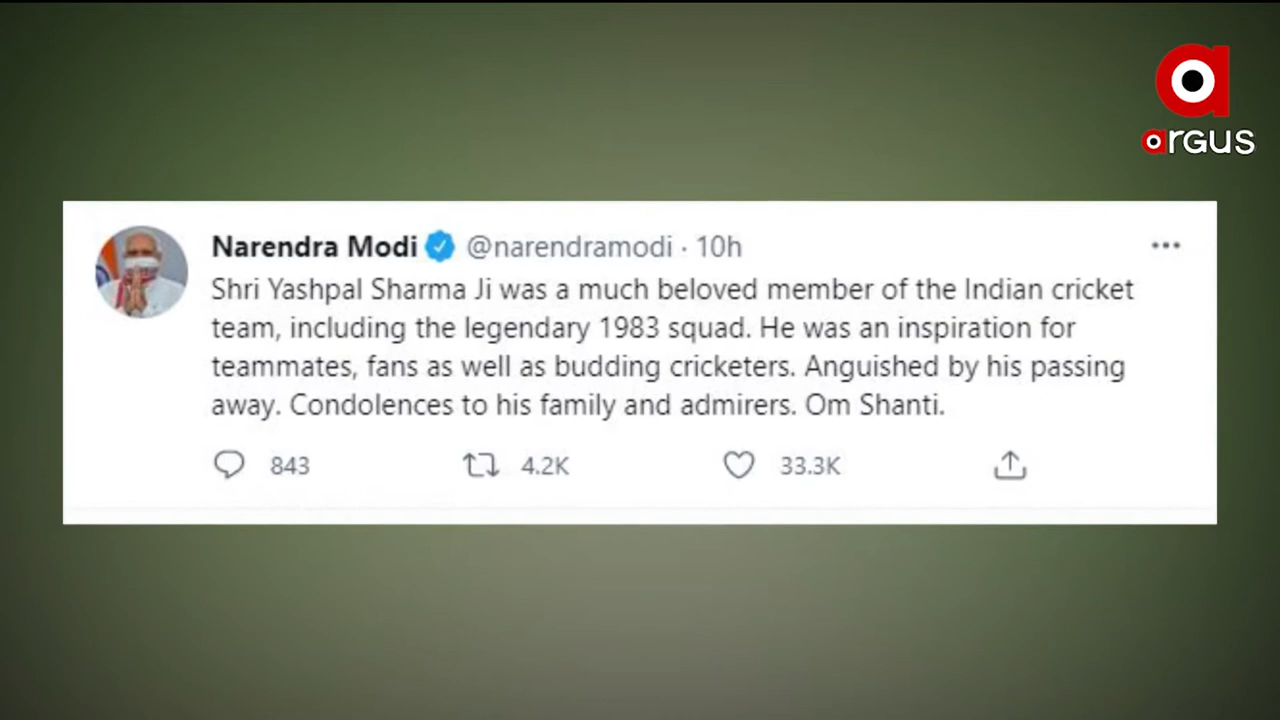 argus
Narendra Modi @narendramodi · 10h
Shri Yashpal Sharma Ji was a much beloved member of the Indian cricket
team, including the legendary 1983 squad. He was an inspiration for
teammates, fans as well as budding cricketers. Anguished by his passing
away. Condolences to his family and admirers. Om Shanti.
843 4.2K 33.3K